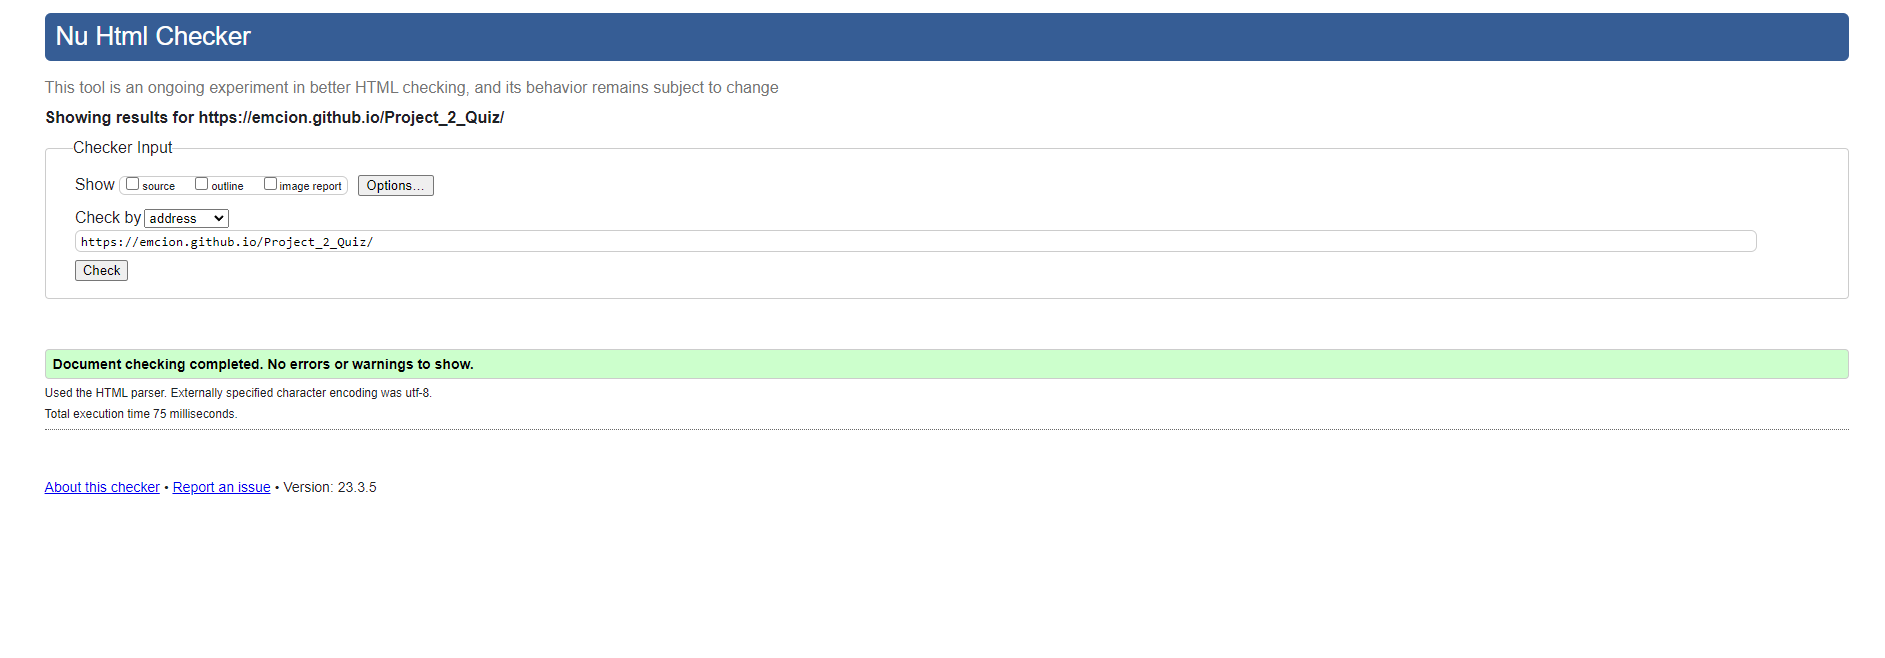 Nu Html Checker
This tool is an ongoing experiment in better HTML checking, and its behavior remains subject to change
Showing results for https://emcion.github.io/Project_2_Quiz/
Checker Input
Show source outline image report Options...
Check by address
https://emcion.github.io/Project_2_Quiz/
Check
Document checking completed. No errors or warnings to show.
Used the HTML parser. Externally specified character encoding was utf-8.
Total execution time 75 milliseconds.
About this checker • Report an issue • Version: 23.3.5